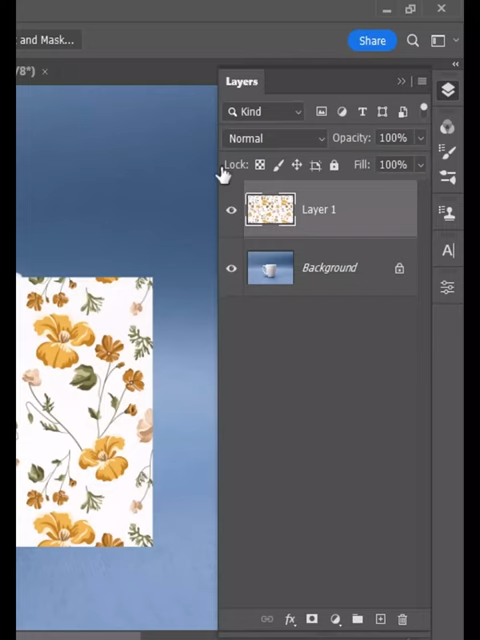 and Mask...
Share
/8*) ×
Layers
Kind
Normal Opacity: 100%
Lock: Fill: 100%
Layer 1
Background